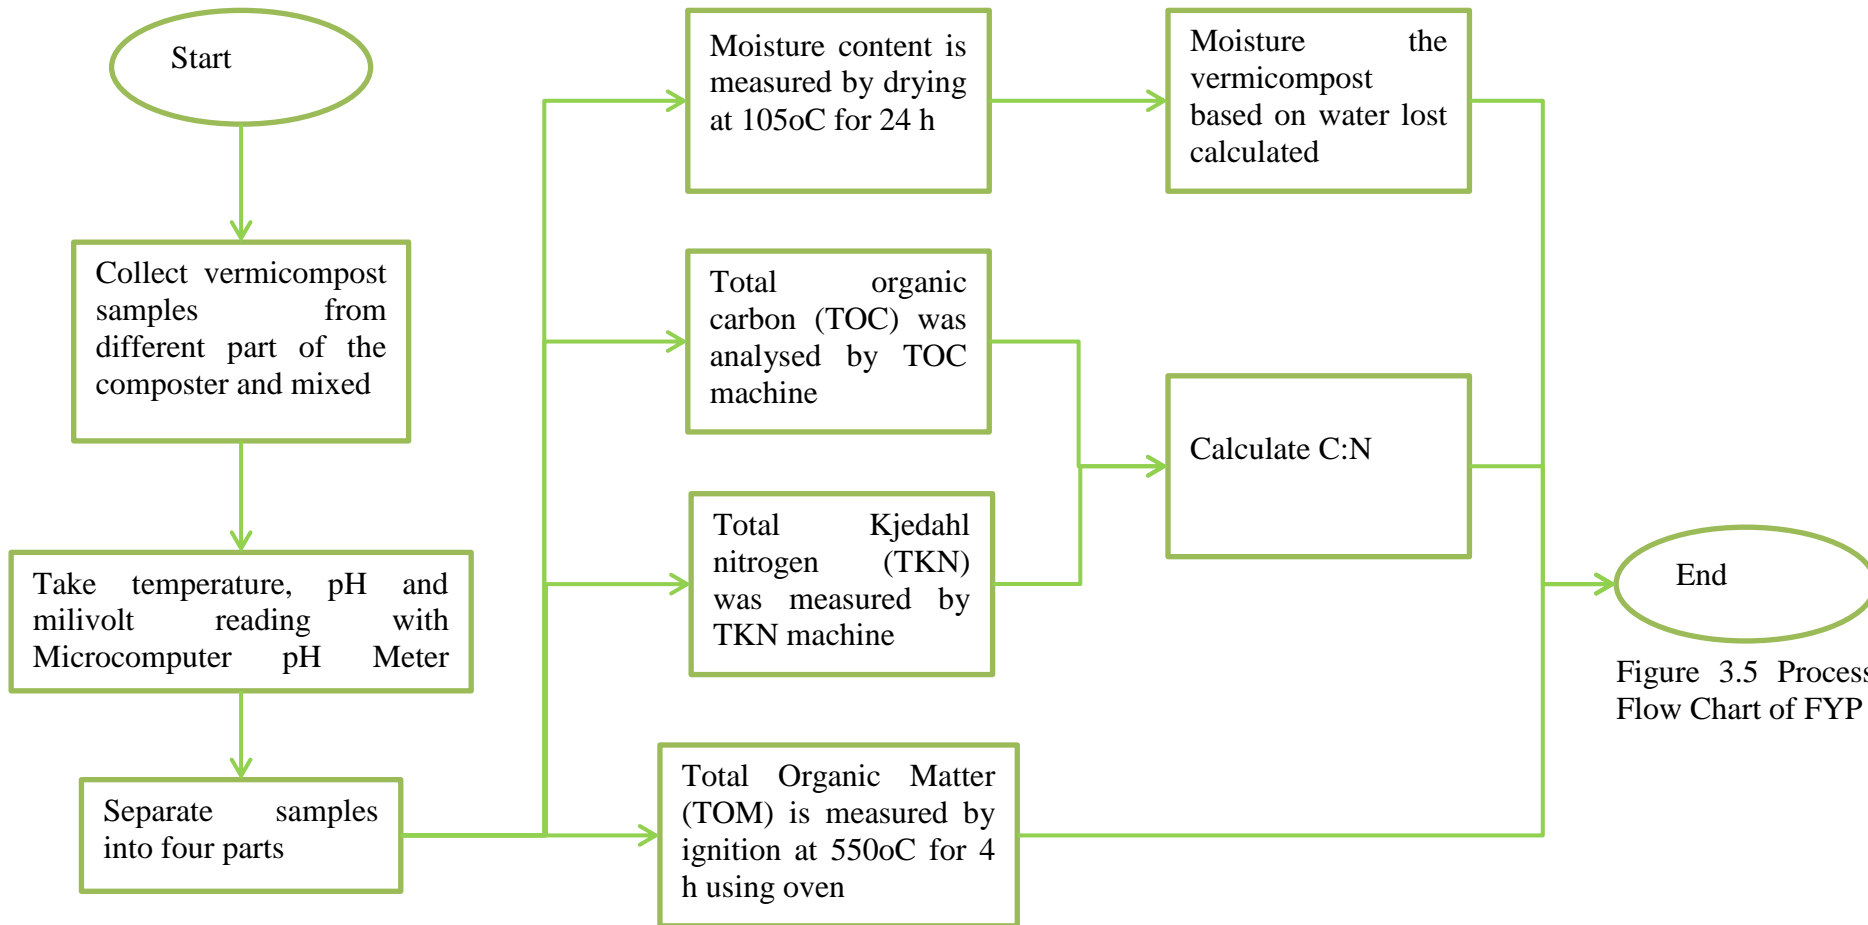 Start
Collect vermicompost
samples from
different part of the
composter and mixed
Take temperature, pH and
milivolt reading with
Microcomputer pH Meter
Separate samples
into four parts
Moisture content is
measured by drying
at 105oC for 24 h
Moisture the
vermicompost
based on water lost
calculated
Total organic
carbon (TOC) was
analysed by TOC
machine
Total Kjedahl
nitrogen (TKN)
was measured by
TKN machine
Calculate C:N
Total Organic Matter
(TOM) is measured by
ignition at 550oC for 4
h using oven
End
Figure 3.5 Process
Flow Chart of FYP